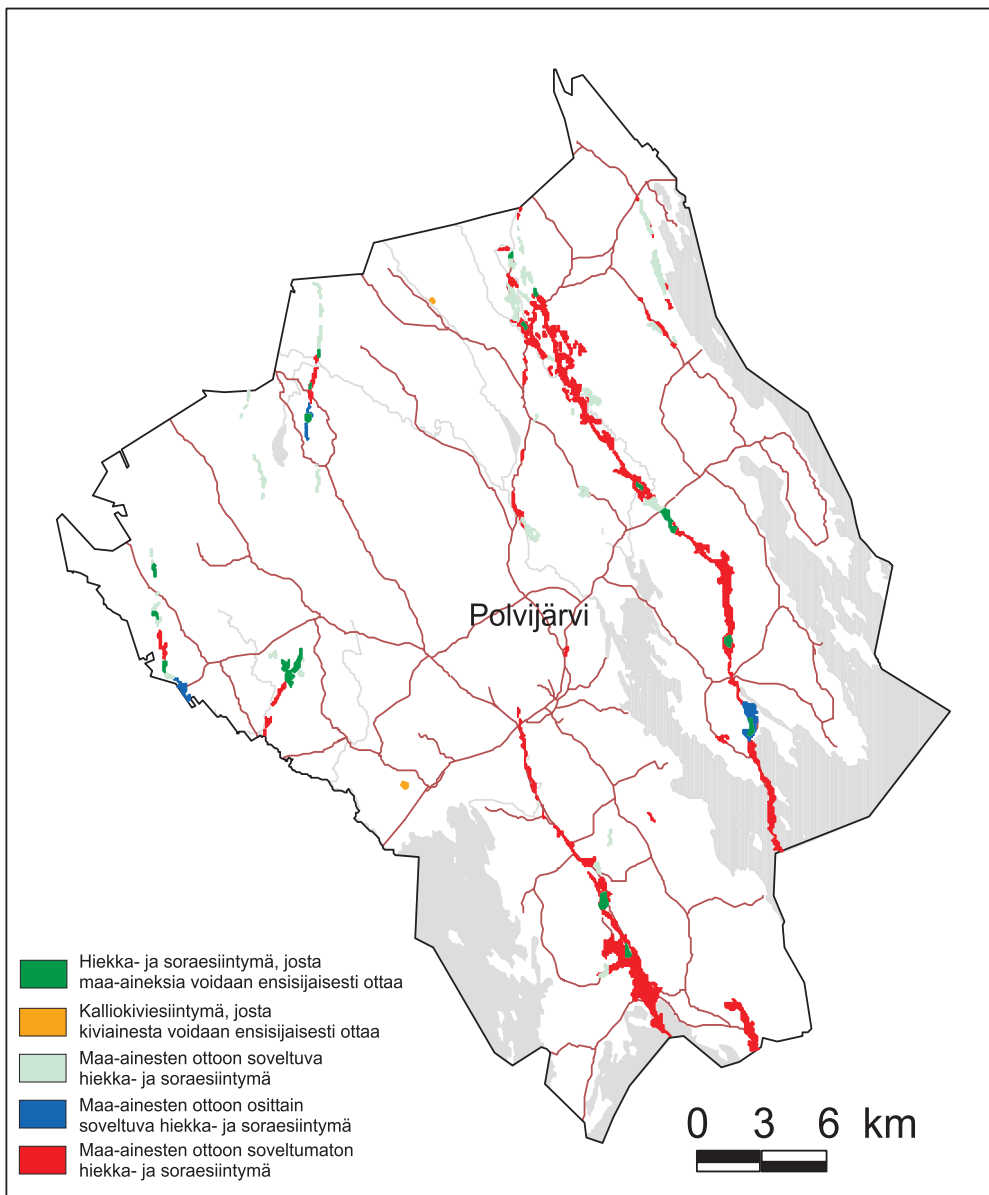 Polvijärvi
Hiekka- ja soraesiintymä, josta
maa-aineksia voidaan ensisijaisesti ottaa
Kalliokiviesiintymä, josta
kiviainesta voidaan ensisijaisesti ottaa
Maa-ainesten ottoon soveltuva
hiekka- ja soraesiintymä
Maa-ainesten ottoon osittain
soveltuva hiekka- ja soraesiintymä
Maa-ainesten ottoon soveltumaton
hiekka- ja soraesiintymä
0 3 6 km